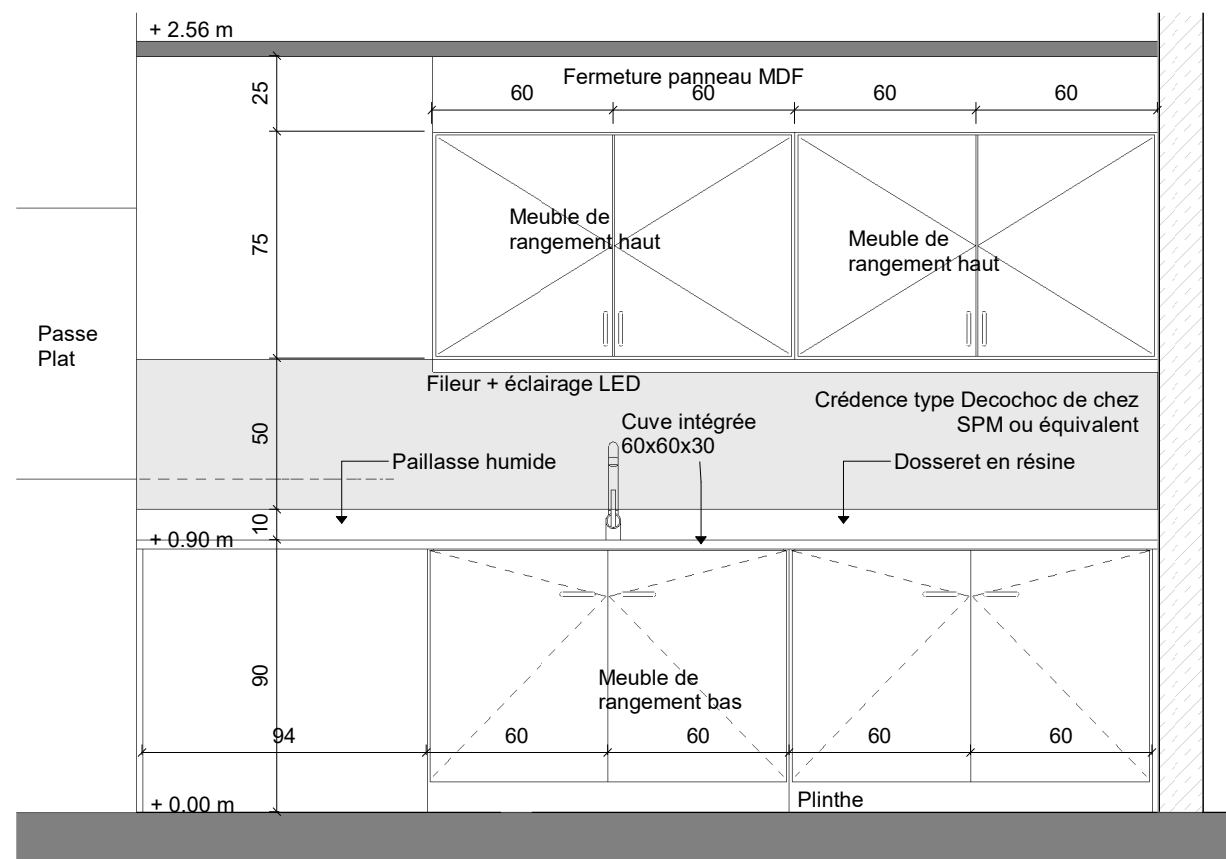 + 2.56 m
Fermeture panneau MDF
60
60
60
60
25
Meuble de
rangement haut
Meuble de
rangement haut
75
Passe
Plat
Fileur + éclairage LED
Crédence type Decochoc de chez
SPM ou équivalent
50
Cuve intégrée
60x60x30
Paillasse humide
Dosseret en résine
10
+ 0.90 m
90
Meuble de
rangement bas
94
60
60
60
60
+ 0.00 m
Plinthe